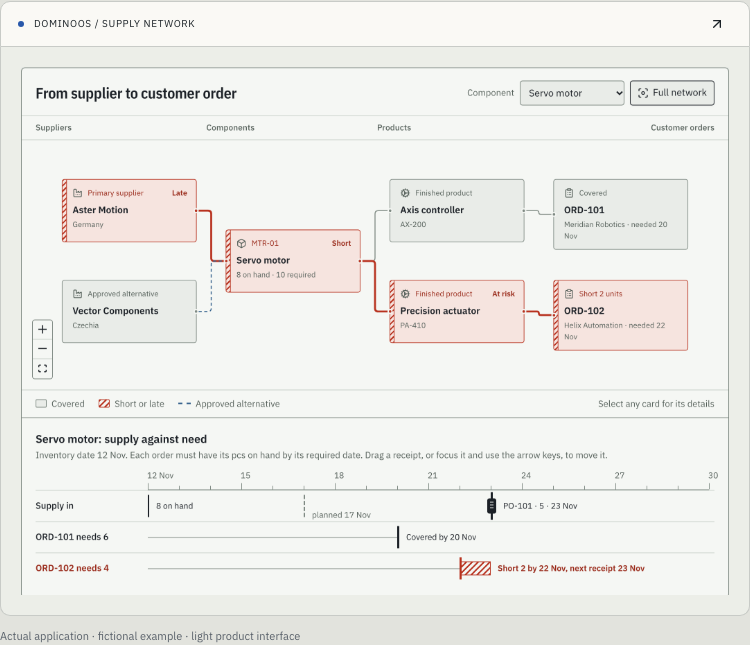 DOMINOOS / SUPPLY NETWORK
From supplier to customer order
Component
Servo motor
Full network
Suppliers
Components
Products
Customer orders
Primary supplier
Late
Aster Motion
Germany
Approved alternative
Vector Components
Czechia
MTR-01
Short
Servo motor
8 on hand · 10 required
Finished product
Axis controller
AX-200
Finished product
At risk
Precision actuator
PA-410
Covered
ORD-101
Meridian Robotics · needed 20
Nov
Short 2 units
ORD-102
Helix Automation · needed 22
Nov
Covered
Short or late
Approved alternative
Select any card for its details
Servo motor: supply against need
Inventory date 12 Nov. Each order must have its pcs on hand by its required date. Drag a receipt, or focus it and use the arrow keys, to move it.
12 Nov
15
18
21
24
27
30
Supply in
8 on hand
planned 17 Nov
PO-101 · 5 · 23 Nov
ORD-101 needs 6
Covered by 20 Nov
ORD-102 needs 4
Short 2 by 22 Nov, next receipt 23 Nov
Actual application · fictional example · light product interface